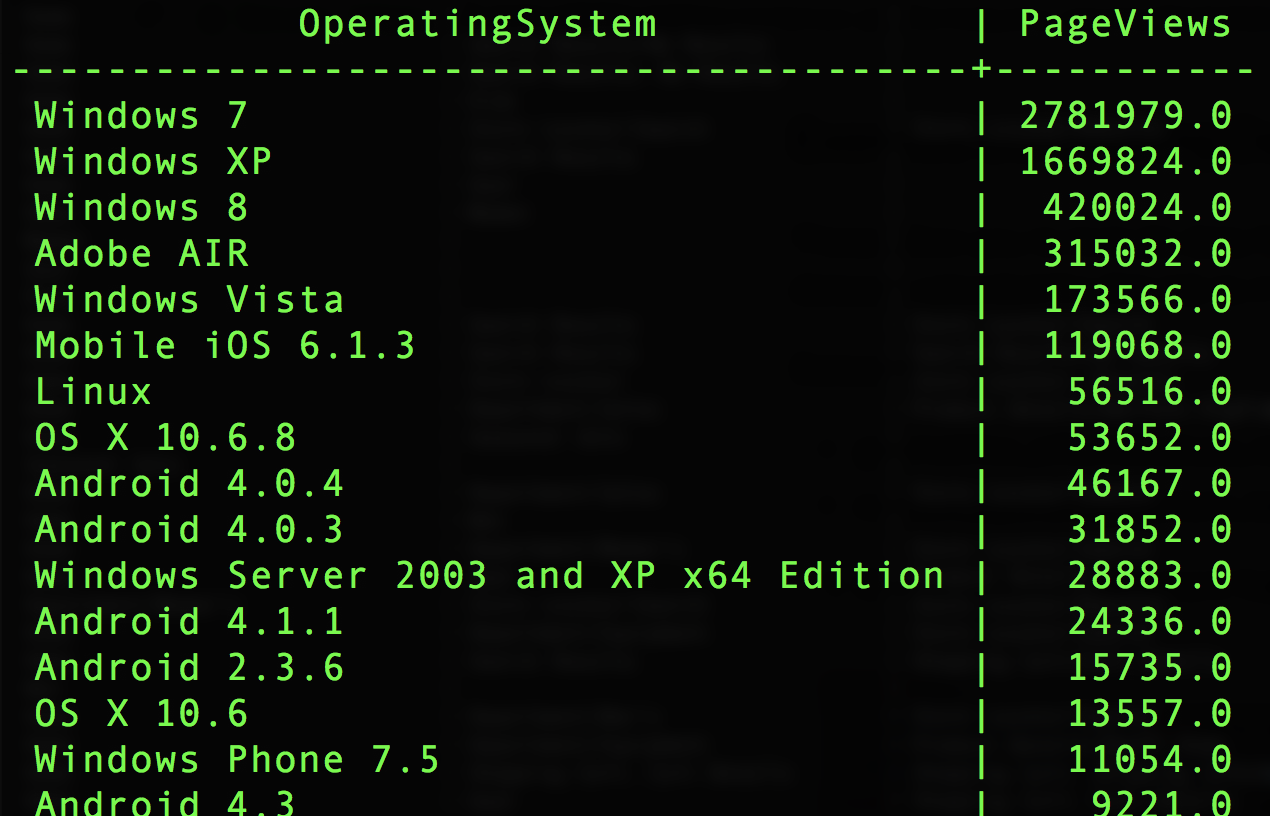 OperatingSystem | PageViews
----------------------------------------+-----------
Windows 7 | 2781979.0
Windows XP | 1669824.0
Windows 8 | 420024.0
Adobe AIR | 315032.0
Windows Vista | 173566.0
Mobile iOS 6.1.3 | 119068.0
Linux | 56516.0
OS X 10.6.8 | 53652.0
Android 4.0.4 | 46167.0
Android 4.0.3 | 31852.0
Windows Server 2003 and XP x64 Edition | 28883.0
Android 4.1.1 | 24336.0
Android 2.3.6 | 15735.0
OS X 10.6 | 13557.0
Windows Phone 7.5 | 11054.0
Android 4.3 | 9221.0